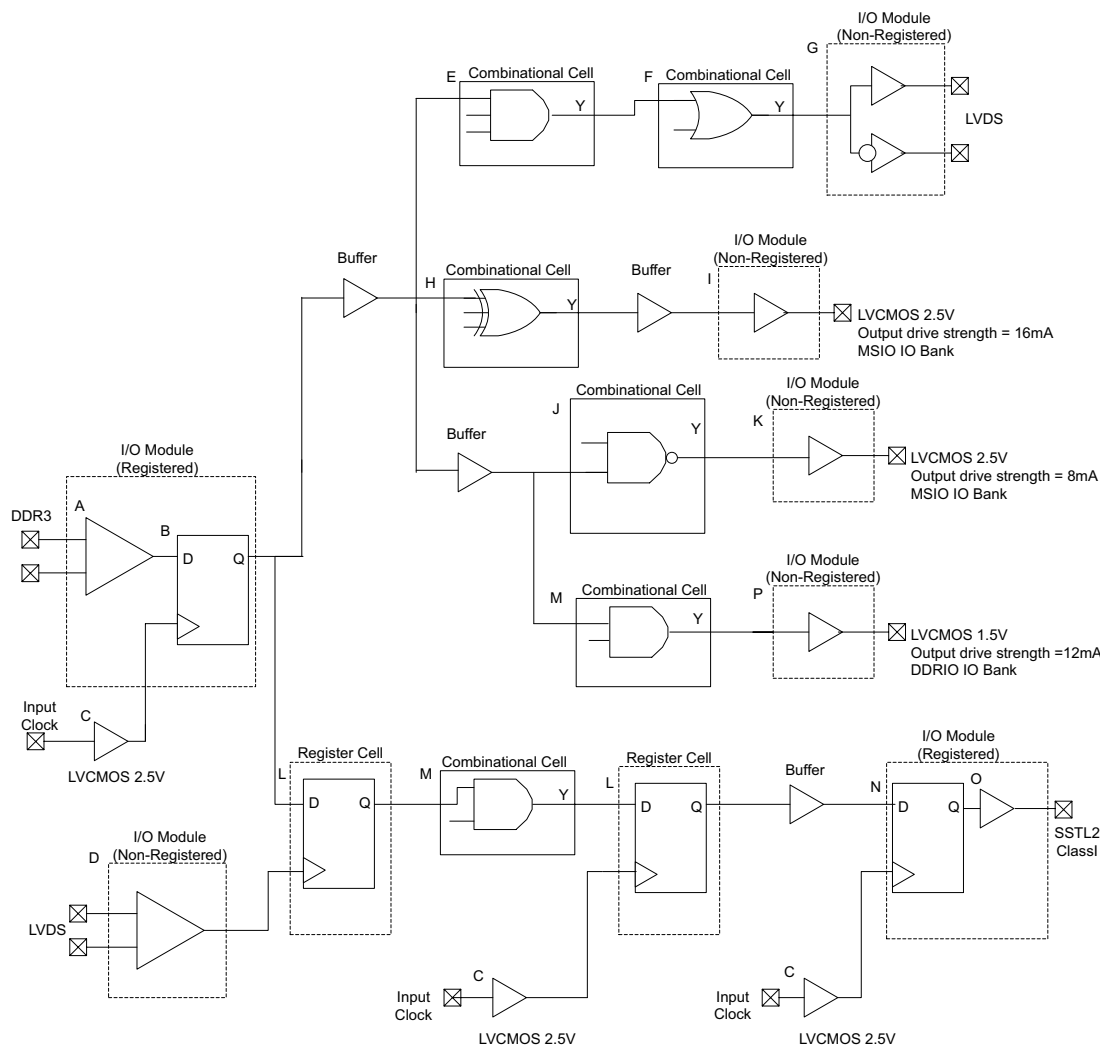 I/O Module
(Non-Registered)
G
E
Combinational Cell
Y
F
Combinational Cell
Y
LVDS
Buffer
H
Combinational Cell
Y
Buffer
I/O Module
(Non-Registered)
I
LVCMOS 2.5V
Output drive strength = 16mA
MSIO IO Bank
Buffer
J
Combinational Cell
Y
I/O Module
(Non-Registered)
K
LVCMOS 2.5V
Output drive strength = 8mA
MSIO IO Bank
I/O Module
(Registered)
DDR3
A
B
D
Q
M
Combinational Cell
Y
I/O Module
(Non-Registered)
P
LVCMOS 1.5V
Output drive strength =12mA
DDRIO IO Bank
Input
Clock
C
LVCMOS 2.5V
Register Cell
L
D
Q
M
Combinational Cell
Y
Register Cell
L
D
Q
Buffer
I/O Module
(Registered)
N
D
Q
O
SSTL2
ClassI
I/O Module
(Non-Registered)
D
LVDS
Input
Clock
C
LVCMOS 2.5V
Input
Clock
C
LVCMOS 2.5V